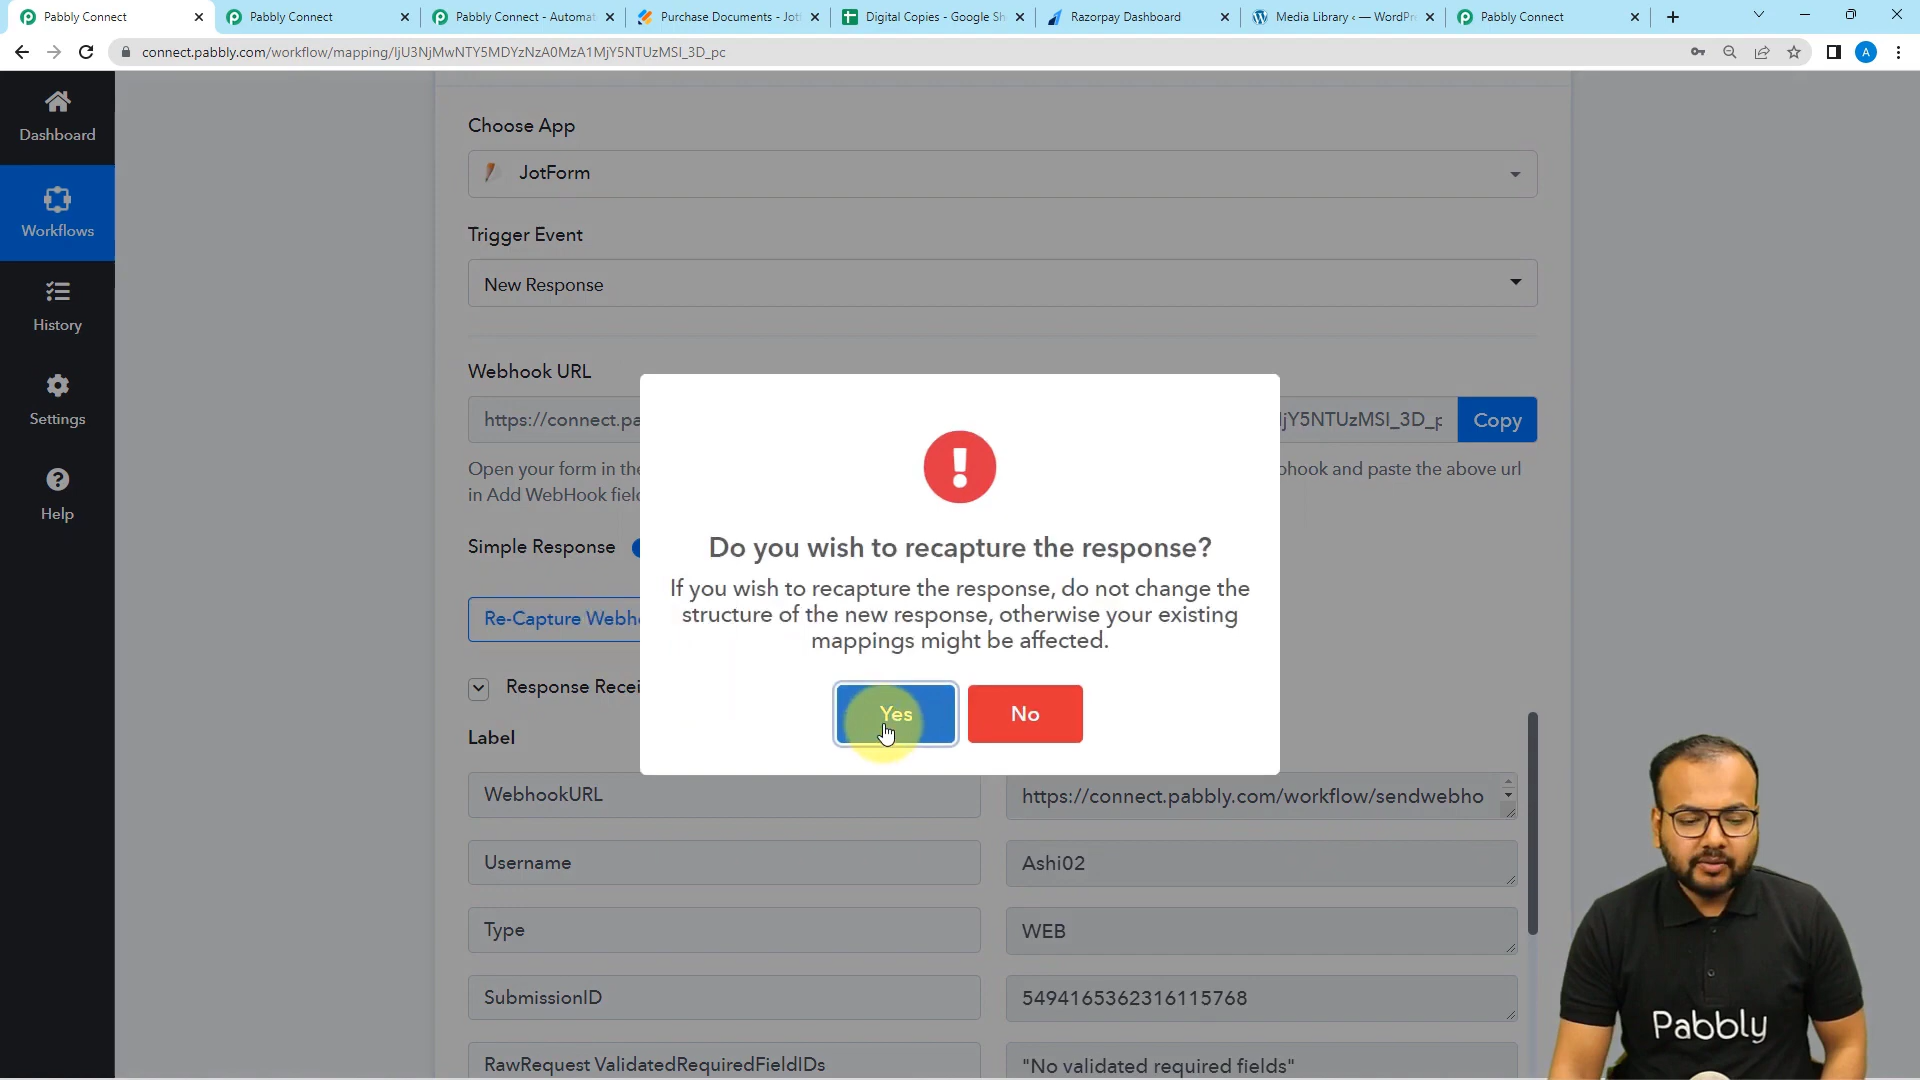 Pabbly Connect
Pabbly Connect
Pabbly Connect - Automat
Purchase Documents - Jotf
Digital Copies - Google Sh
Razorpay Dashboard
Media Library ‹ — WordPr
Pabbly Connect
connect.pabbly.com/workflow/mapping/IjU3NjMwNTY5MDYzNzA0MzA1MjY5NTUzMSI_3D_pc
A
Dashboard
Workflows
History
Settings
Help
Choose App
JotForm
Trigger Event
New Response
Webhook URL
https://connect.pa
jY5NTUzMSI_3D_p
Copy
Open your form in the
hook and paste the above url
in Add WebHook field
Simple Response
Re-Capture Webho
Response Recei
Do you wish to recapture the response?
If you wish to recapture the response, do not change the
structure of the new response, otherwise your existing
mappings might be affected.
Yes
No
Label
WebhookURL
https://connect.pabbly.com/workflow/sendwebho
Username
Ashi02
Type
WEB
SubmissionID
5494165362316115768
RawRequest ValidatedRequiredFieldIDs
"No validated required fields"
Pabbly